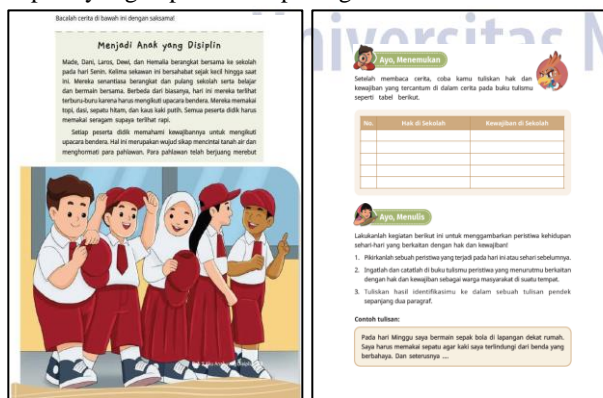 Bacalah cerita di bawah ini dengan saksama!
Menjadi Anak yang Disiplin
Made, Dani, Laros, Dewi, dan Hemalia berangkat bersama ke sekolah
pada hari Senin. Kelima sekawan ini bersahabat sejak kecil hingga saat
ini. Mereka senantiasa berangkat dan pulang sekolah serta belajar
dan bermain bersama. Berbeda dari biasanya, hari ini mereka terlihat
terburu-buru karena harus mengikuti upacara bendera. Mereka memakai
topi, dasi, sepatu hitam, dan kaus kaki putih. Semua peserta didik harus
memakai seragam supaya terlihat rapi.
Setiap peserta didik memahami kewajibannya untuk mengikuti
upacara bendera. Hal ini merupakan wujud sikap mencintai tanah air dan
menghormati para pahlawan. Para pahlawan telah berjuang merebut
Ayo, Menemukan
Setelah membaca cerita, coba kamu tuliskan hak dan
kewajiban yang tercantum di dalam cerita pada buku tulismu
seperti tabel berikut.
No. Hak di Sekolah Kewajiban di Sekolah
Ayo, Menulis
Lakukanlah kegiatan berikut ini untuk menggambarkan peristiwa kehidupan
sehari-hari yang berkaitan dengan hak dan kewajiban!
1. Pikirkanlah sebuah peristiwa yang terjadi pada hari ini atau sehari sebelumnya.
2. Ingatlah dan catatlah di buku tulismu peristiwa yang menurutmu berkaitan
dengan hak dan kewajiban sebagai warga masyarakat di suatu tempat.
3. Tuliskan hasil identifikasimu ke dalam sebuah tulisan pendek
sepanjang dua paragraf.
Contoh tulisan:
Pada hari Minggu saya bermain sepak bola di lapangan dekat rumah.
Saya harus memakai sepatu agar kaki saya terlindungi dari benda yang
berbahaya. Dan seterusnya ....